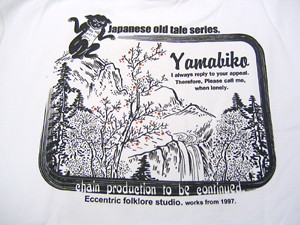 Japanese old tale series.
Yamabiko
I always reply to your appeal.
Therefore, Please call me,
when lonely.
chain production to be continued
Eccentric folklore studio. works from 1997.